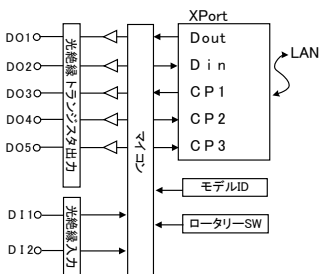 XPort
DO1
DO2
DO3
DO4
DO5
光絶縁トランジスタ出力
Dout
Din
CP1
CP2
CP3
LAN
マイコン
DI1
DI2
光絶縁入力
モデルID
ロータリーSW